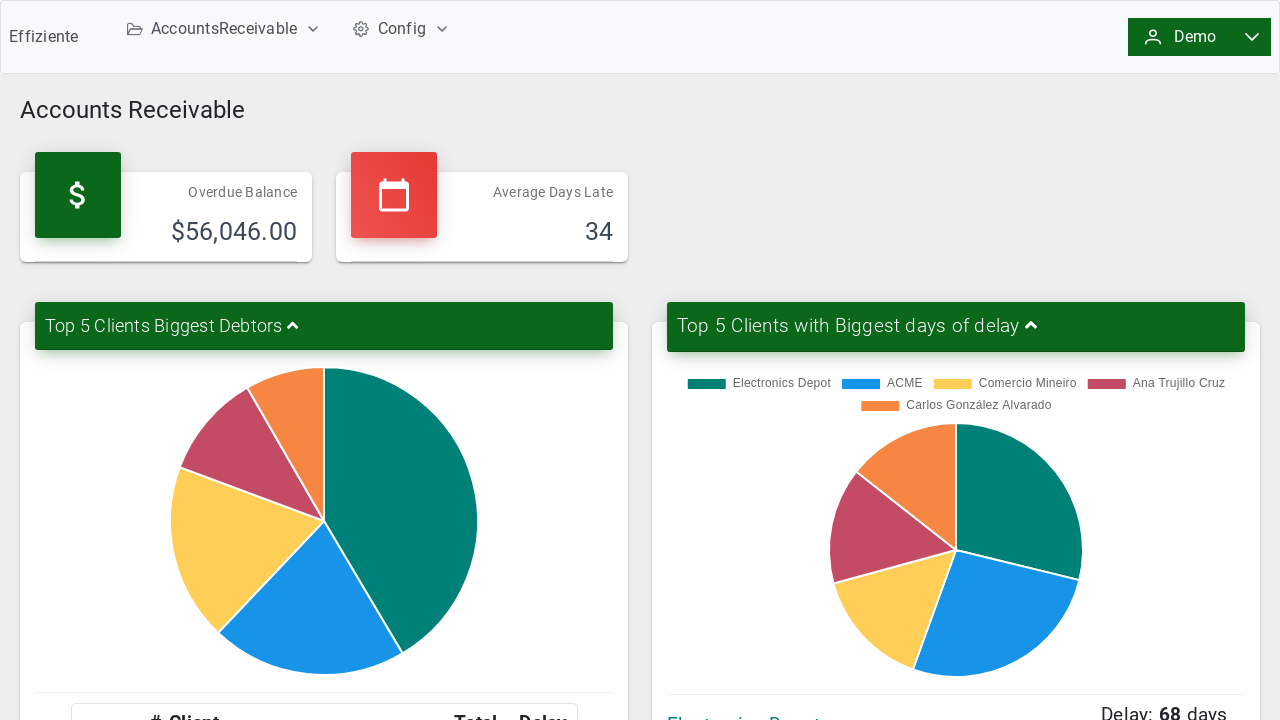 Effiziente
AccountsReceivable
Config
Demo
Accounts Receivable
Overdue Balance
$56,046.00
Average Days Late
34
Top 5 Clients Biggest Debtors
Top 5 Clients with Biggest days of delay
Electronics Depot ACME Comercio Mineiro Ana Trujillo Cruz
Carlos González Alvarado
# Client Total Delay
Electronics Depot
Delay: 68 days